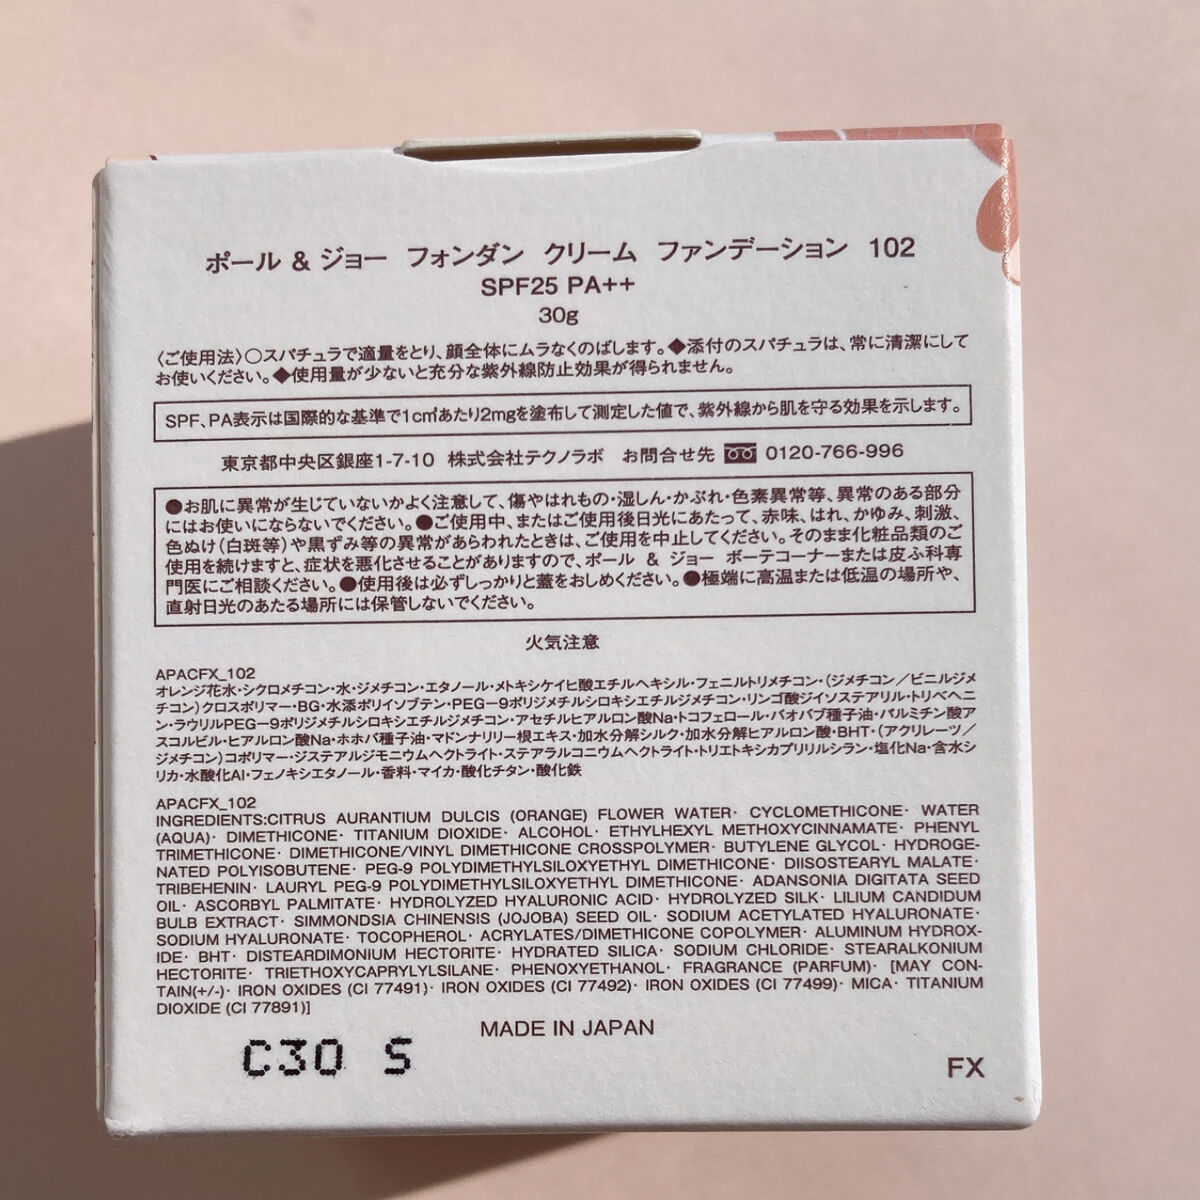 ポール & ジョー フォンダン クリーム ファンデーション 102
SPF25 PA++
30g
〈ご使用法〉○スパチュラで適量をとり、顔全体にムラなくのばします。◆添付のスパチュラは、常に清潔にして
お使いください。◆使用量が少ないと充分な紫外線防止効果が得られません。
SPF、PA表示は国際的な基準で1c㎡あたり2mgを塗布して測定した値で、紫外線から肌を守る効果を示します。
東京都中央区銀座1-7-10 株式会社テクノラボ お問合せ先 0120-766-996
●お肌に異常が生じていないかよく注意して、傷やはれもの・湿しん・かぶれ・色素異常等、異常のある部分
にはお使いにならないでください。●ご使用中、またはご使用後日光にあたって、赤味、はれ、かゆみ、刺激、
色ぬけ(白斑等)や黒ずみ等の異常があらわれたときは、ご使用を中止してください。そのまま化粧品類のご
使用を続けますと、症状を悪化させることがありますので、ポール & ジョー ボーテコーナーまたは皮ふ科専
門医にご相談ください。●使用後は必ずしっかりと蓋をおしめください。●極端に高温または低温の場所や、
直射日光のあたる場所には保管しないでください。
火気注意
APACFX_102
オレンジ花水・シクロメチコン・水・ジメチコン・エタノール・メトキシケイヒ酸エチルヘキシル・フェニルトリメチコン・(ジメチコン/ビニルジメ
チコン)クロスポリマー・BG・水添ポリイソブテン・PEG-9ポリジメチルシロキシエチルジメチコン・リンゴ酸ジイソステアリル・トリベヘニ
ン・ラウリルPEG-9ポリジメチルシロキシエチルジメチコン・アセチルヒアルロン酸Na・トコフェロール・バオバブ種子油・パルミチン酸ア
スコルビル・ヒアルロン酸Na・ホホバ種子油・マドンナリリー根エキス・加水分解シルク・加水分解ヒアルロン酸・BHT・(アクリレーツ/
ジメチコン)コポリマー・ジステアルジモニウムヘクトライト・ステアラルコニウムヘクトライト・トリエトキシカプリリルシラン・塩化Na・含水シ
リカ・水酸化Al・フェノキシエタノール・香料・マイカ・酸化チタン・酸化鉄
APACFX_102
INGREDIENTS:CITRUS AURANTIUM DULCIS (ORANGE) FLOWER WATER· CYCLOMETHICONE· WATER
(AQUA)· DIMETHICONE· TITANIUM DIOXIDE· ALCOHOL· ETHYLHEXYL METHOXYCINNAMATE· PHENYL
TRIMETHICONE· DIMETHICONE/VINYL DIMETHICONE CROSSPOLYMER· BUTYLENE GLYCOL· HYDROGE-
NATED POLYISOBUTENE· PEG-9 POLYDIMETHYLSILOXYETHYL DIMETHICONE· DIISOSTEARYL MALATE·
TRIBEHENIN· LAURYL PEG-9 POLYDIMETHYLSILOXYETHYL DIMETHICONE· ADANSONIA DIGITATA SEED
OIL· ASCORBYL PALMITATE· HYDROLYZED HYALURONIC ACID· HYDROLYZED SILK· LILIUM CANDIDUM
BULB EXTRACT· SIMMONDSIA CHINENSIS (JOJOBA) SEED OIL· SODIUM ACETYLATED HYALURONATE·
SODIUM HYALURONATE· TOCOPHEROL· ACRYLATES/DIMETHICONE COPOLYMER· ALUMINUM HYDROX-
IDE· BHT· DISTEARDIMONIUM HECTORITE· HYDRATED SILICA· SODIUM CHLORIDE· STEARALKONIUM
HECTORITE· TRIETHOXYCAPRYLYLSILANE· PHENOXYETHANOL· FRAGRANCE (PARFUM)· [MAY CON-
TAIN(+/-)· IRON OXIDES (CI 77491)· IRON OXIDES (CI 77492)· IRON OXIDES (CI 77499)· MICA· TITANIUM
DIOXIDE (CI 77891)]
MADE IN JAPAN
C30 S
FX